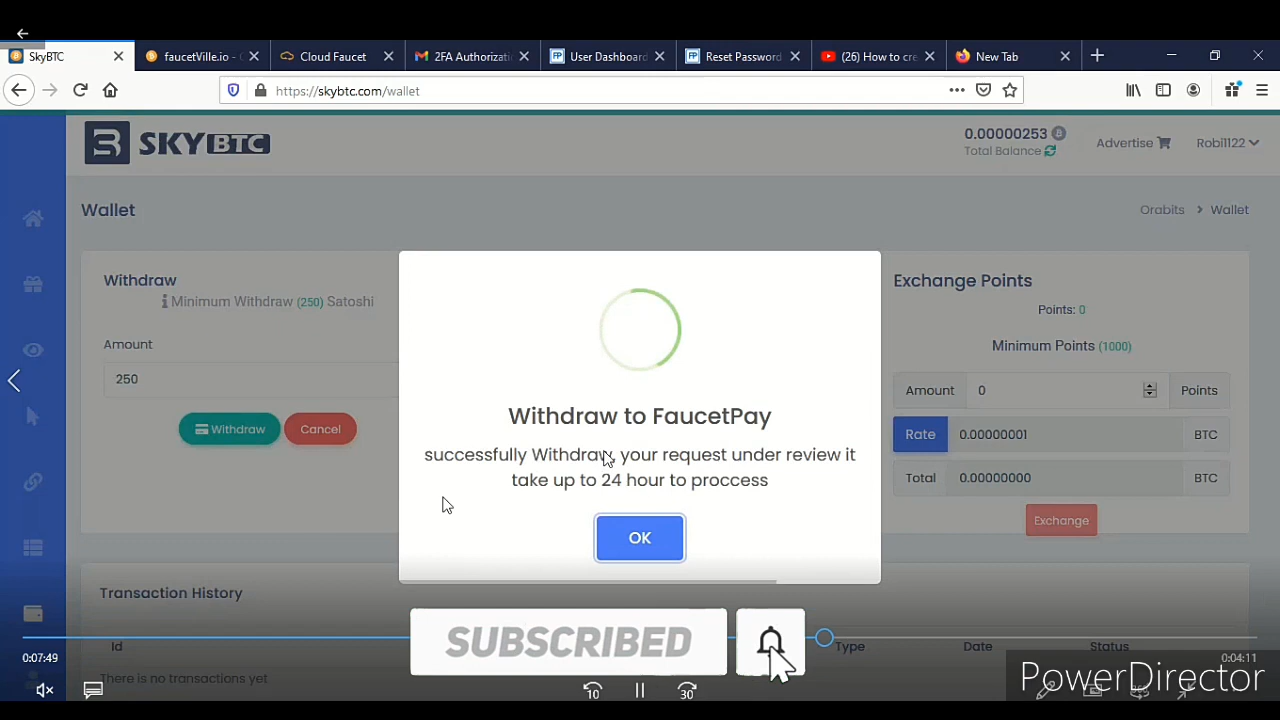 SkyBTC
faucetVille.io - C
Cloud Faucet
2FA Authorizati
User Dashboard
Reset Password
(26) How to cre
New Tab
https://skybtc.com/wallet
SKYBTC
0.00000253
Total Balance
Advertise
Robi1122
Wallet
Orabits > Wallet
Withdraw
Minimum Withdraw (250) Satoshi
Amount
250
Withdraw
Cancel
Withdraw to FaucetPay
successfully Withdraw, your request under review it
take up to 24 hour to proccess
OK
Exchange Points
Points: 0
Minimum Points (1000)
Amount 0 Points
Rate 0.00000001 BTC
Total 0.00000000 BTC
Exchange
Transaction History
Id Type Date Status
There is no transactions yet
SUBSCRIBED
0:07:49
0:04:11
10
30
PowerDirector